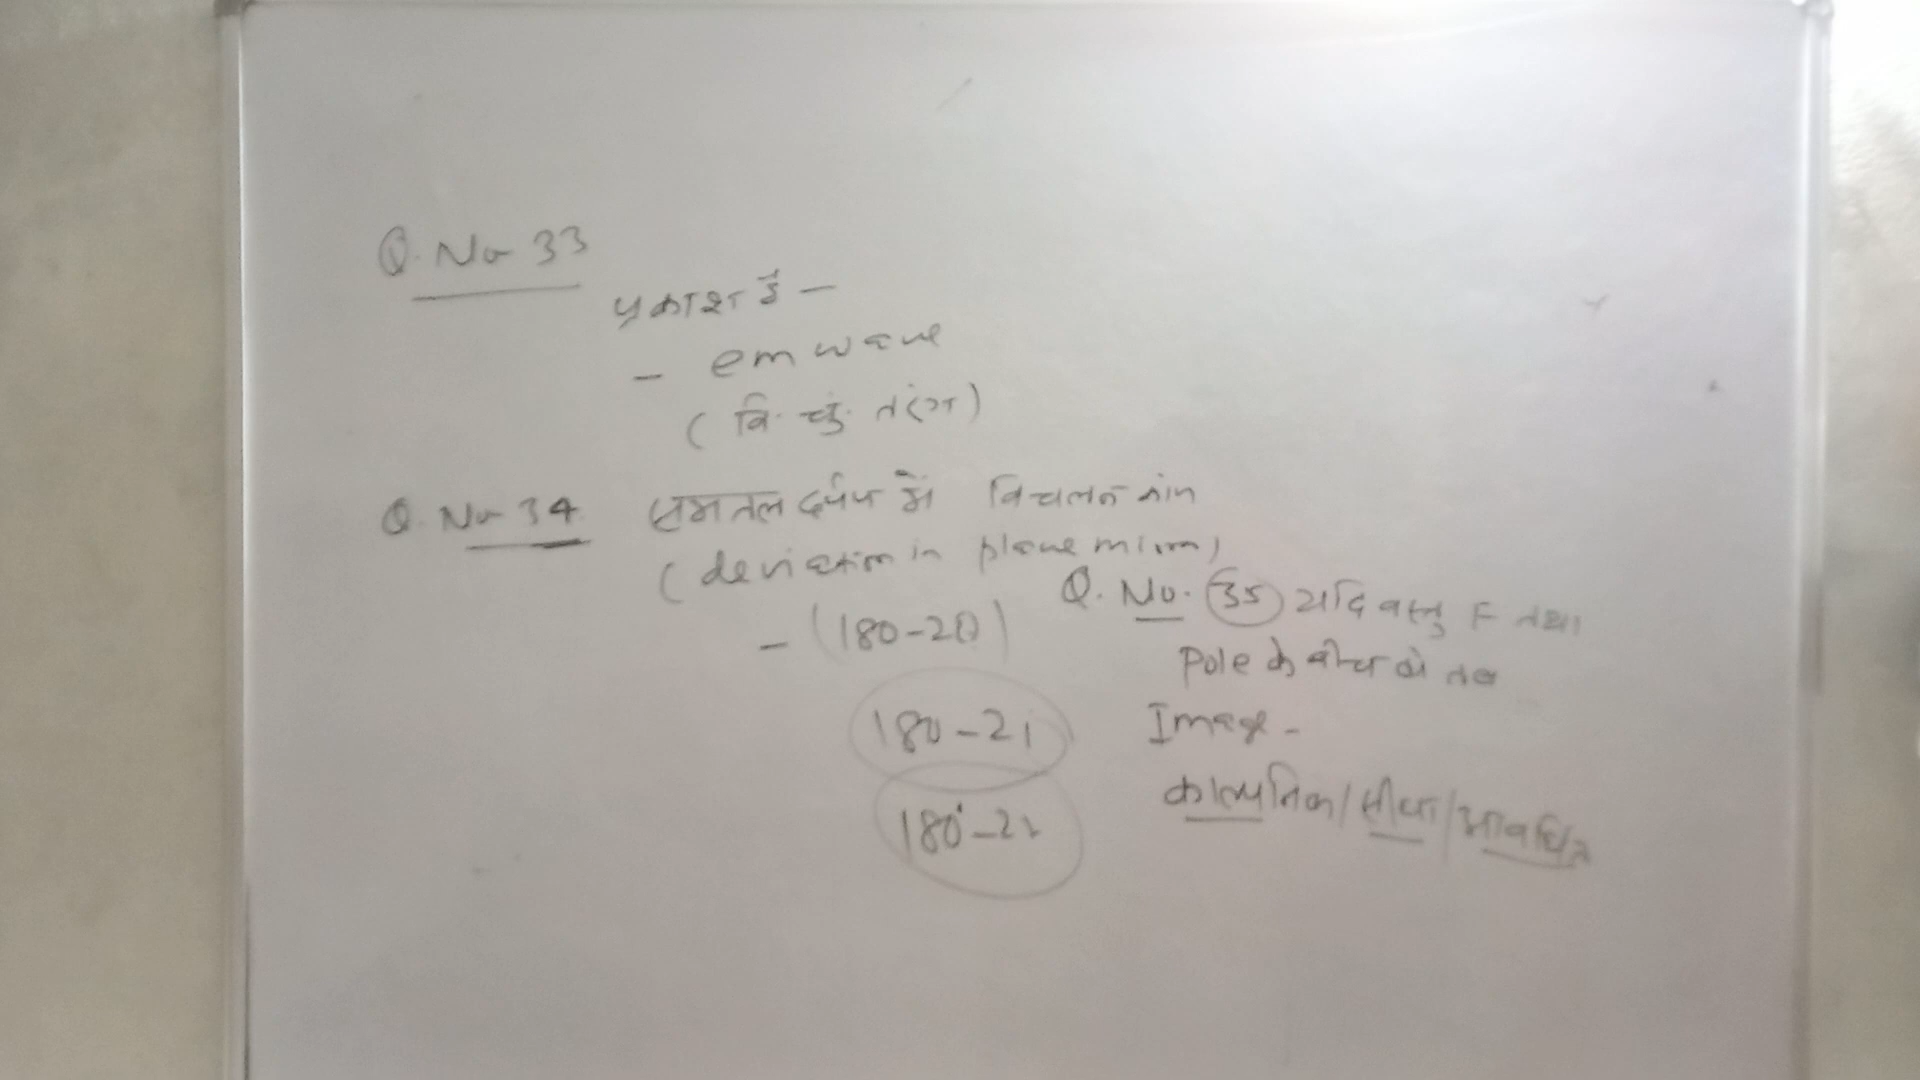 Q. No 33
प्रकाश है -
- em wave
( वि. चुं. तरंग )
Q. No 34 समतल दर्पण में विचलन कोण
( deviation in plane mirror )
- (180-2θ)
180-2i
180°-2r
Q. No. 35 यदि वस्तु F तथा
Pole के बीच हो तब
Image -
काल्पनिक/सीधा/आवर्धित